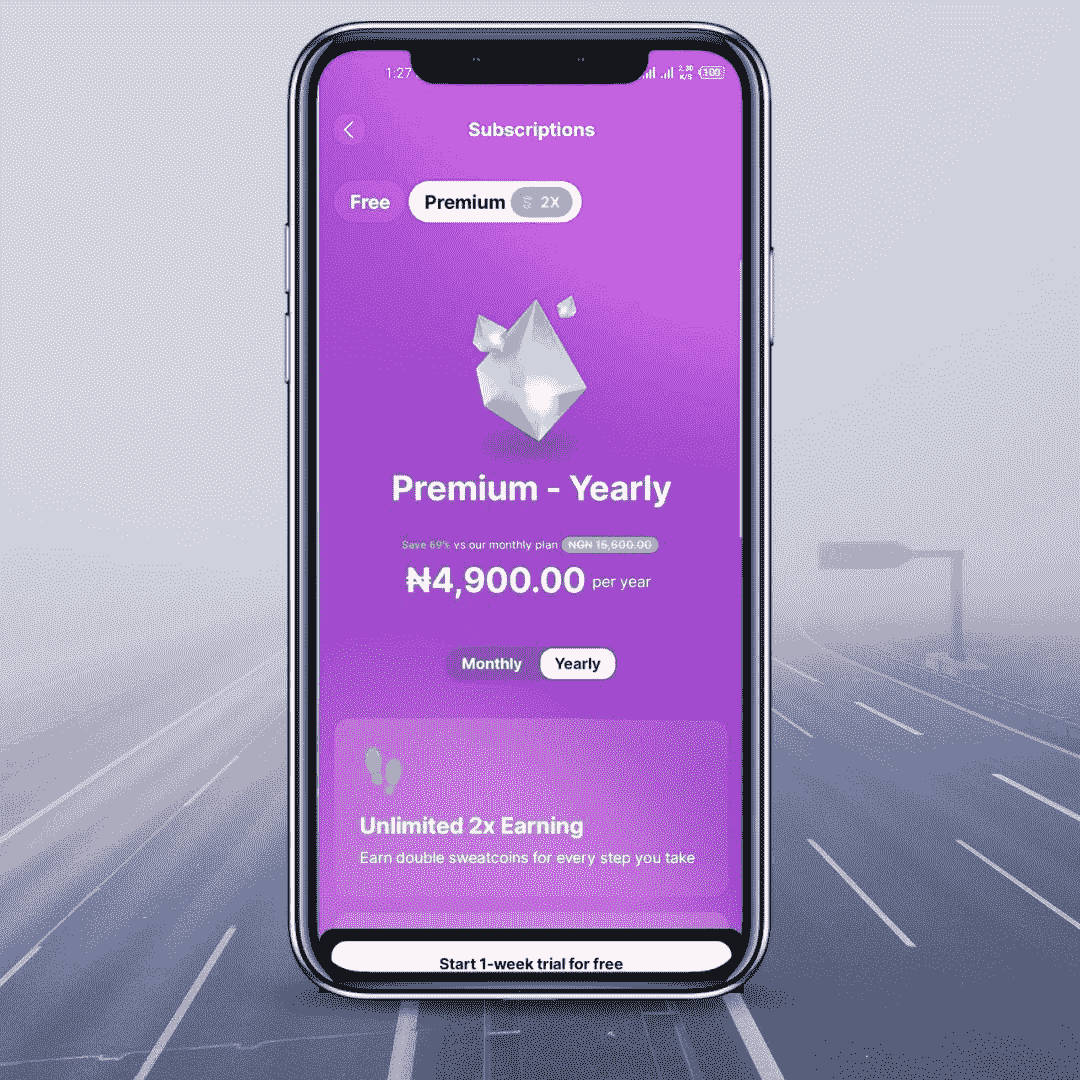 1:27
2.30 K/S 100
Subscriptions
Free Premium 2X
Premium - Yearly
Save 69% vs our monthly plan NGN 15,600.00
₦4,900.00 per year
Monthly Yearly
Unlimited 2x Earning
Earn double sweatcoins for every step you take
Start 1-week trial for free